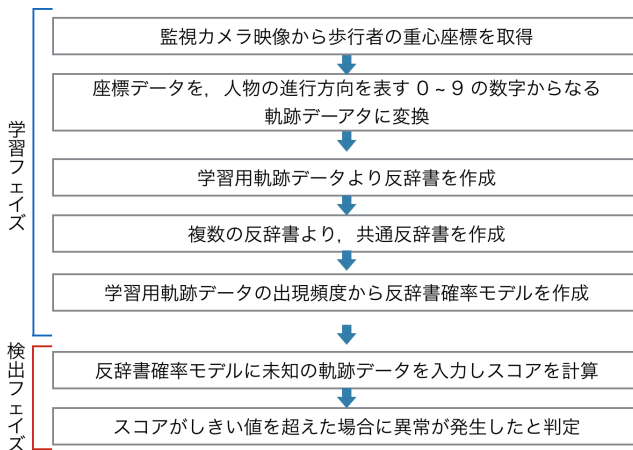 学習フェイズ
監視カメラ映像から歩行者の重心座標を取得
座標データを，人物の進行方向を表す 0 ~ 9 の数字からなる
軌跡デーアタに変換
学習用軌跡データより反辞書を作成
複数の反辞書より，共通反辞書を作成
学習用軌跡データの出現頻度から反辞書確率モデルを作成
検出フェイズ
反辞書確率モデルに未知の軌跡データを入力しスコアを計算
スコアがしきい値を超えた場合に異常が発生したと判定